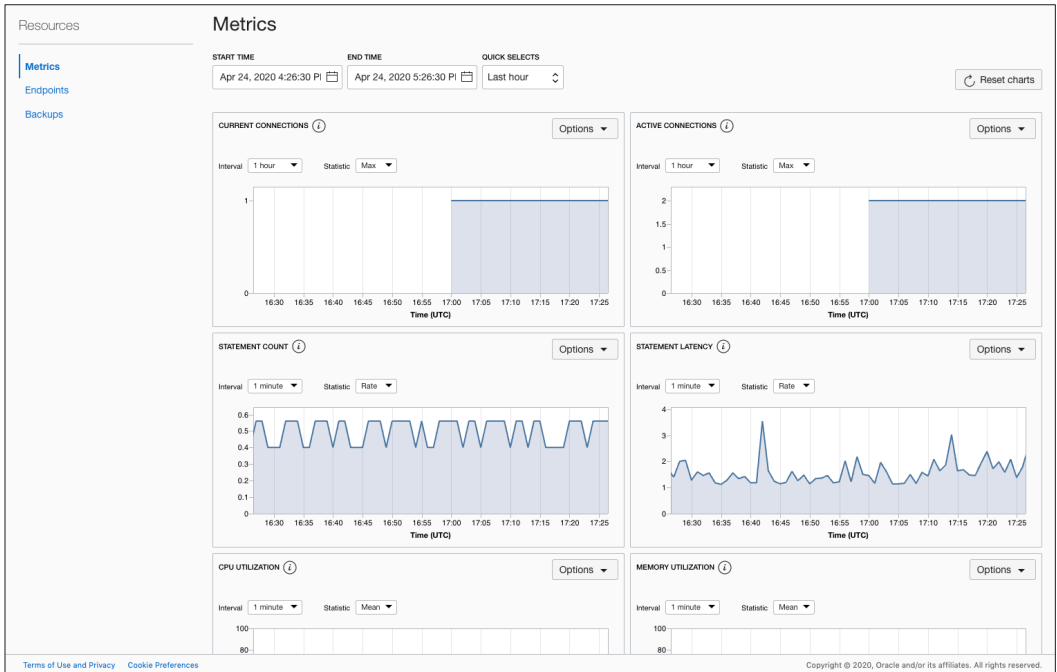 Resources
Metrics
Endpoints
Backups
Metrics
START TIME END TIME QUICK SELECTS
Apr 24, 2020 4:26:30 P Apr 24, 2020 5:26:30 P Last hour
Reset charts
CURRENT CONNECTIONS i Options
Interval 1 hour Statistic Max
1
0
16:30 16:35 16:40 16:45 16:50 16:55 17:00 17:05 17:10 17:15 17:20 17:25
Time (UTC)
ACTIVE CONNECTIONS i Options
Interval 1 hour Statistic Max
2
1.5
1
0.5
0
16:30 16:35 16:40 16:45 16:50 16:55 17:00 17:05 17:10 17:15 17:20 17:25
Time (UTC)
STATEMENT COUNT i Options
Interval 1 minute Statistic Rate
0.6
0.5
0.4
0.3
0.2
0.1
0
16:30 16:35 16:40 16:45 16:50 16:55 17:00 17:05 17:10 17:15 17:20 17:25
Time (UTC)
STATEMENT LATENCY i Options
Interval 1 minute Statistic Rate
4
3
2
1
0
16:30 16:35 16:40 16:45 16:50 16:55 17:00 17:05 17:10 17:15 17:20 17:25
Time (UTC)
CPU UTILIZATION i Options
Interval 1 minute Statistic Mean
100
80
MEMORY UTILIZATION i Options
Interval 1 minute Statistic Mean
100
80
Terms of Use and Privacy Cookie Preferences
Copyright © 2020, Oracle and/or its affiliates. All rights reserved.